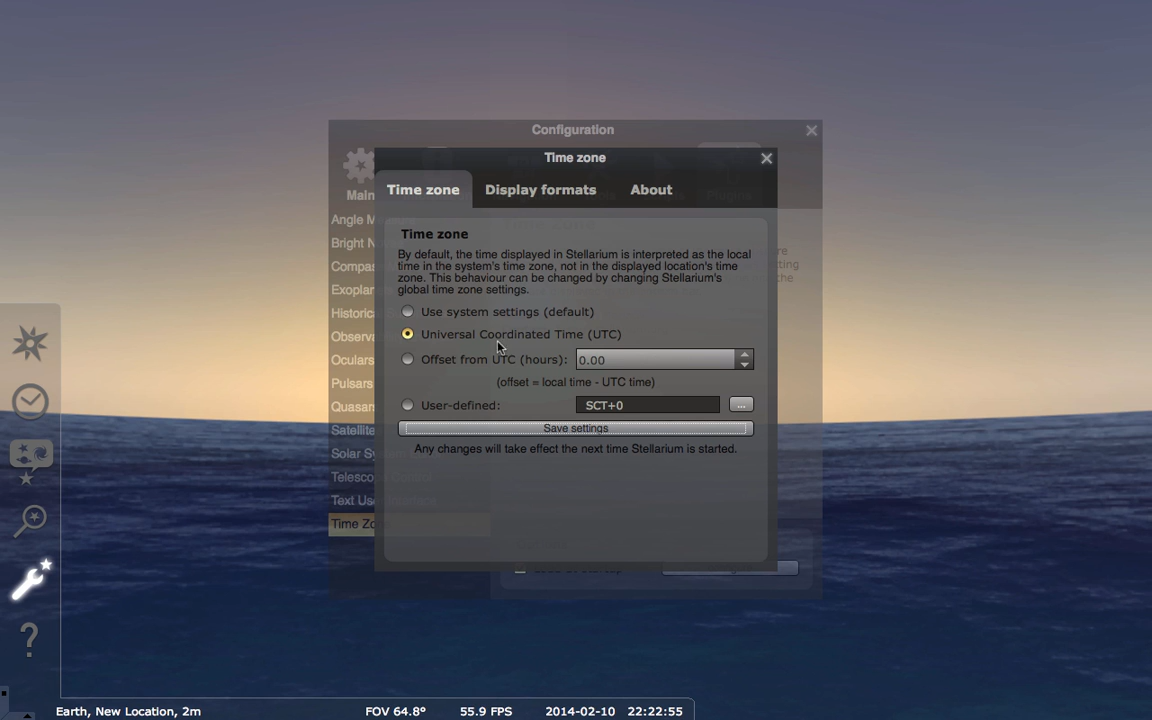 Configuration
Time zone
Time zone Display formats About
Main
Angle M
Bright N
Compas
Exoplan
Historic
Observa
Oculars
Pulsars
Quasars
Satellite
Solar Sy
Telesco
Text Use
Time Zo
Time zone
By default, the time displayed in Stellarium is interpreted as the local
time in the system's time zone, not in the displayed location's time
zone. This behaviour can be changed by changing Stellarium's
global time zone settings.
Use system settings (default)
Universal Coordinated Time (UTC)
Offset from UTC (hours): 0.00
(offset = local time - UTC time)
User-defined: SCT+0 ...
Save settings
Any changes will take effect the next time Stellarium is started.
Earth, New Location, 2m FOV 64.8° 55.9 FPS 2014-02-10 22:22:55